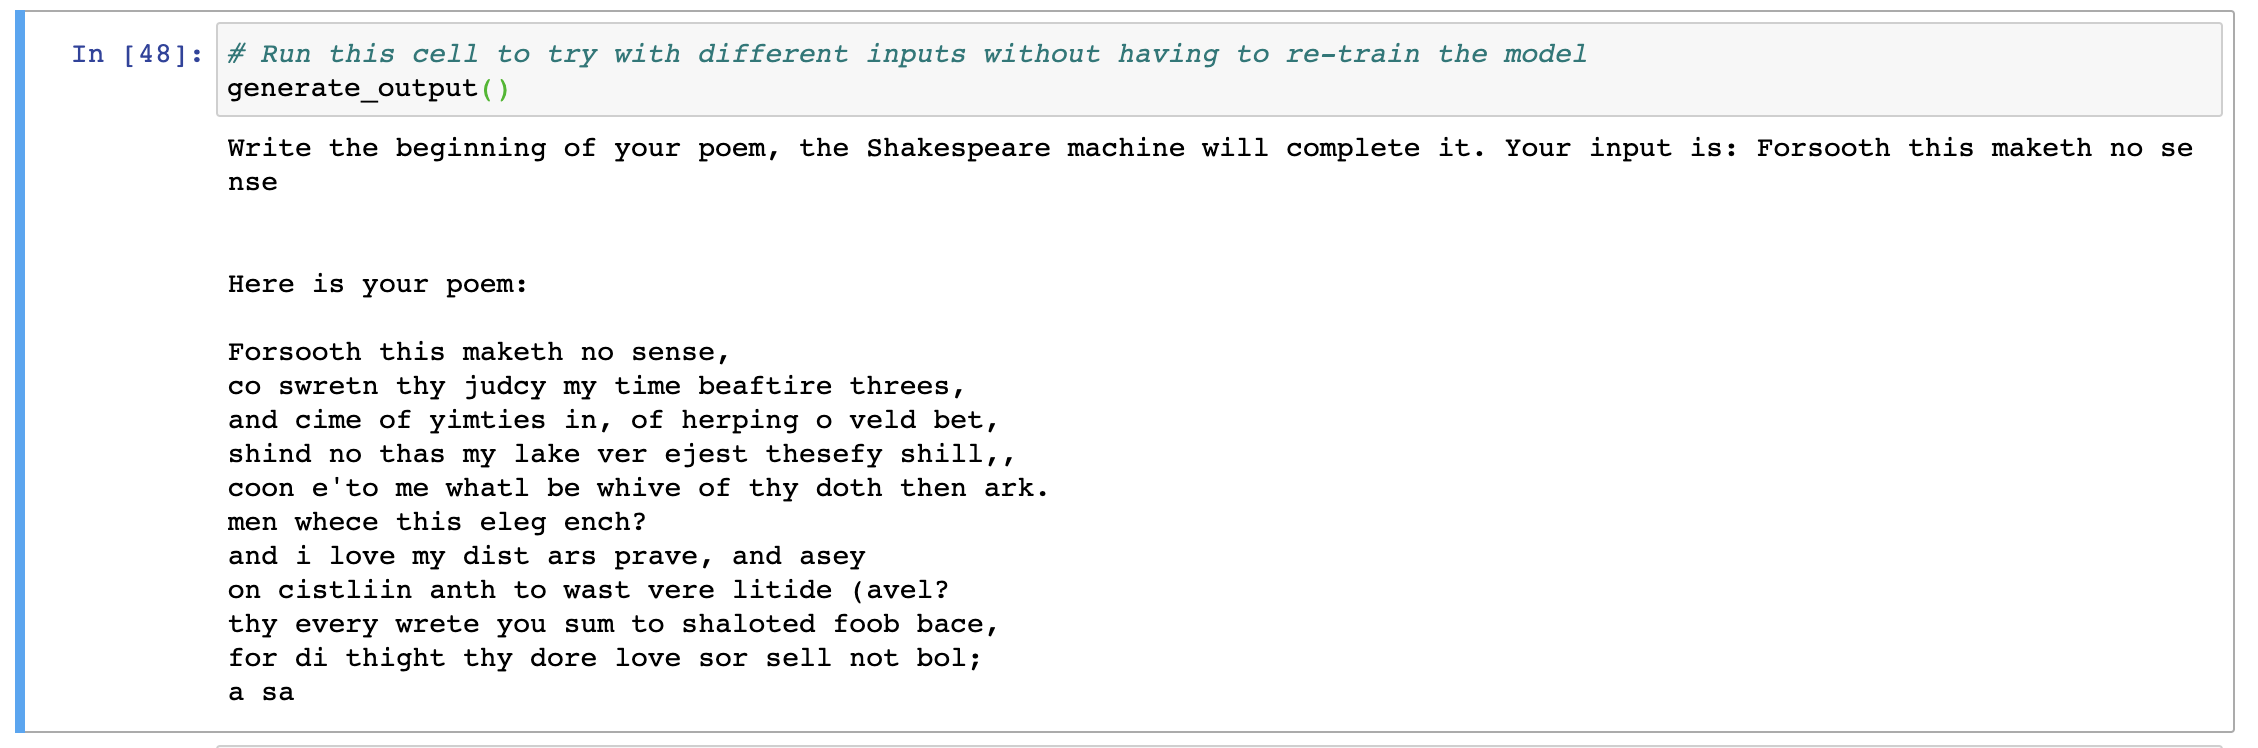 In [48]: # Run this cell to try with different inputs without having to re-train the model
generate_output()
Write the beginning of your poem, the Shakespeare machine will complete it. Your input is: Forsooth this maketh no se
nse
Here is your poem:
Forsooth this maketh no sense,
co swretn thy judcy my time beaftire threes,
and cime of yimties in, of herping o veld bet,
shind no thas my lake ver ejest thesefy shill,,
coon e'to me whatl be whive of thy doth then ark.
men whece this eleg ench?
and i love my dist ars prave, and asey
on cistliin anth to wast vere litide (avel?
thy every wrete you sum to shaloted foob bace,
for di thight thy dore love sor sell not bol;
a sa